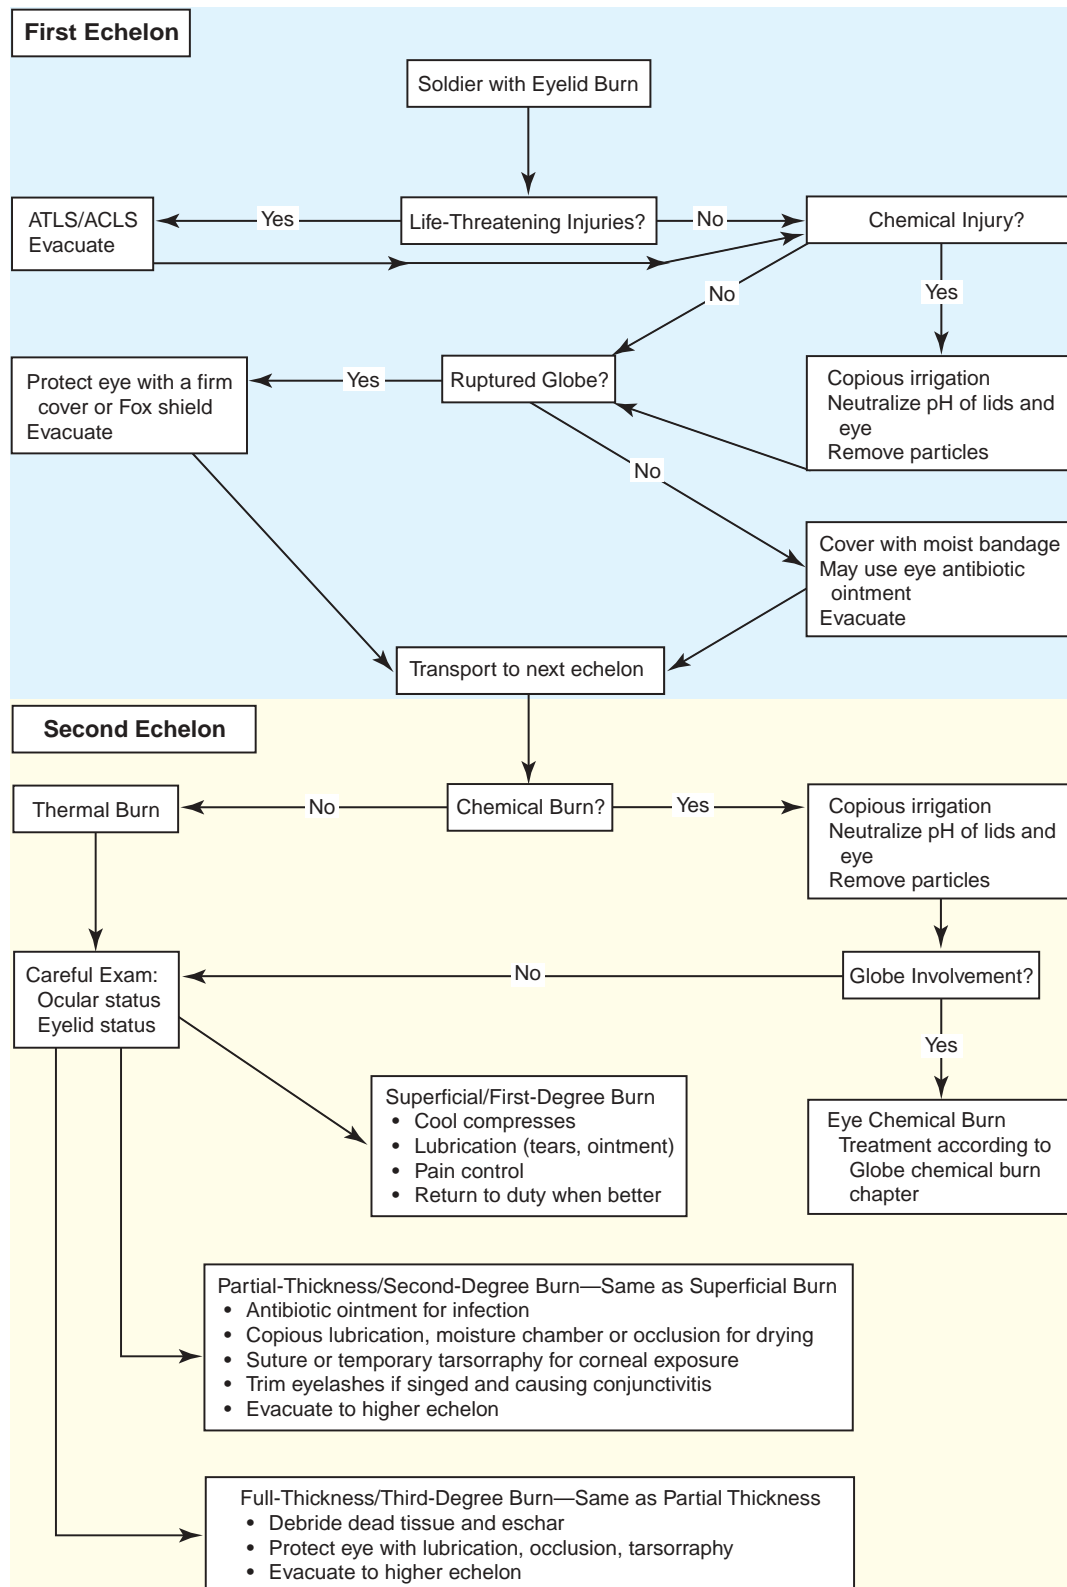 First Echelon
Soldier with Eyelid Burn
ATLS/ACLS
Evacuate
Yes
Life-Threatening Injuries?
No
Chemical Injury?
No
Yes
Protect eye with a firm
cover or Fox shield
Evacuate
Yes
Ruptured Globe?
Copious irrigation
Neutralize pH of lids and
eye
Remove particles
No
Cover with moist bandage
May use eye antibiotic
ointment
Evacuate
Transport to next echelon
Second Echelon
Thermal Burn
No
Chemical Burn?
Yes
Copious irrigation
Neutralize pH of lids and
eye
Remove particles
Careful Exam:
Ocular status
Eyelid status
No
Globe Involvement?
Yes
Superficial/First-Degree Burn
• Cool compresses
• Lubrication (tears, ointment)
• Pain control
• Return to duty when better
Eye Chemical Burn
Treatment according to
Globe chemical burn
chapter
Partial-Thickness/Second-Degree Burn—Same as Superficial Burn
• Antibiotic ointment for infection
• Copious lubrication, moisture chamber or occlusion for drying
• Suture or temporary tarsorraphy for corneal exposure
• Trim eyelashes if singed and causing conjunctivitis
• Evacuate to higher echelon
Full-Thickness/Third-Degree Burn—Same as Partial Thickness
• Debride dead tissue and eschar
• Protect eye with lubrication, occlusion, tarsorraphy
• Evacuate to higher echelon